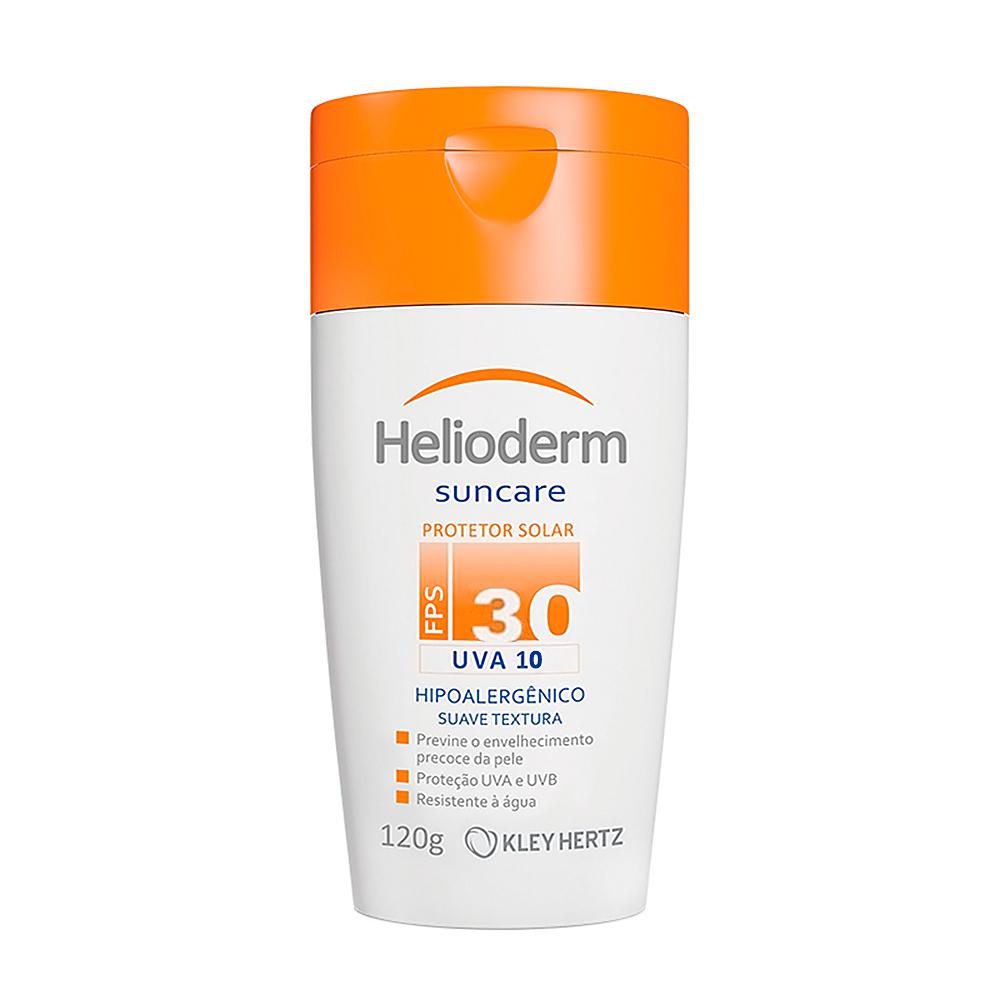 Helioderm
suncare
PROTETOR SOLAR
FPS 30
UVA 10
HIPOALERGÊNICO
SUAVE TEXTURA
Previne o envelhecimento
precoce da pele
Proteção UVA e UVB
Resistente à água
120g KLEY HERTZ